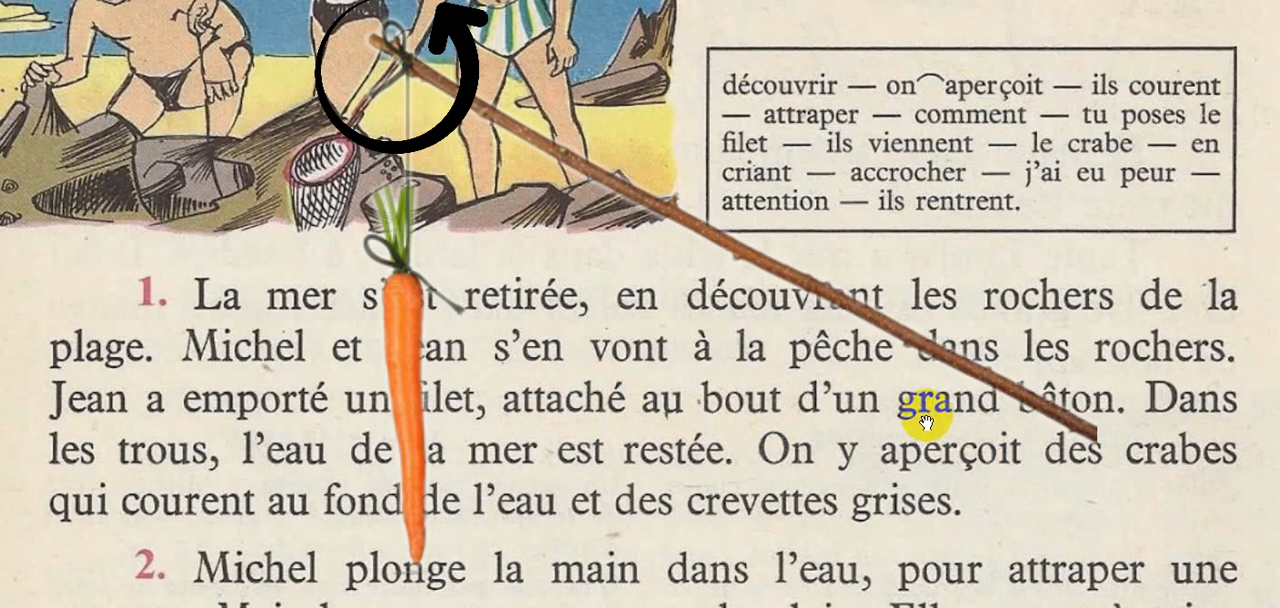 découvrir — on aperçoit — ils courent
— attraper — comment — tu poses le
filet — ils viennent — le crabe — en
criant — accrocher — j'ai eu peur —
attention — ils rentrent.
1. La mer retirée, en découvrant les rochers de la
plage. Michel et s'en vont à la pêche dans les rochers.
Jean a emporté un filet, attaché au bout d'un grand bâton. Dans
les trous, l'eau de la mer est restée. On y aperçoit des crabes
qui courent au fond de l'eau et des crevettes grises.
2. Michel plonge la main dans l'eau, pour attraper une